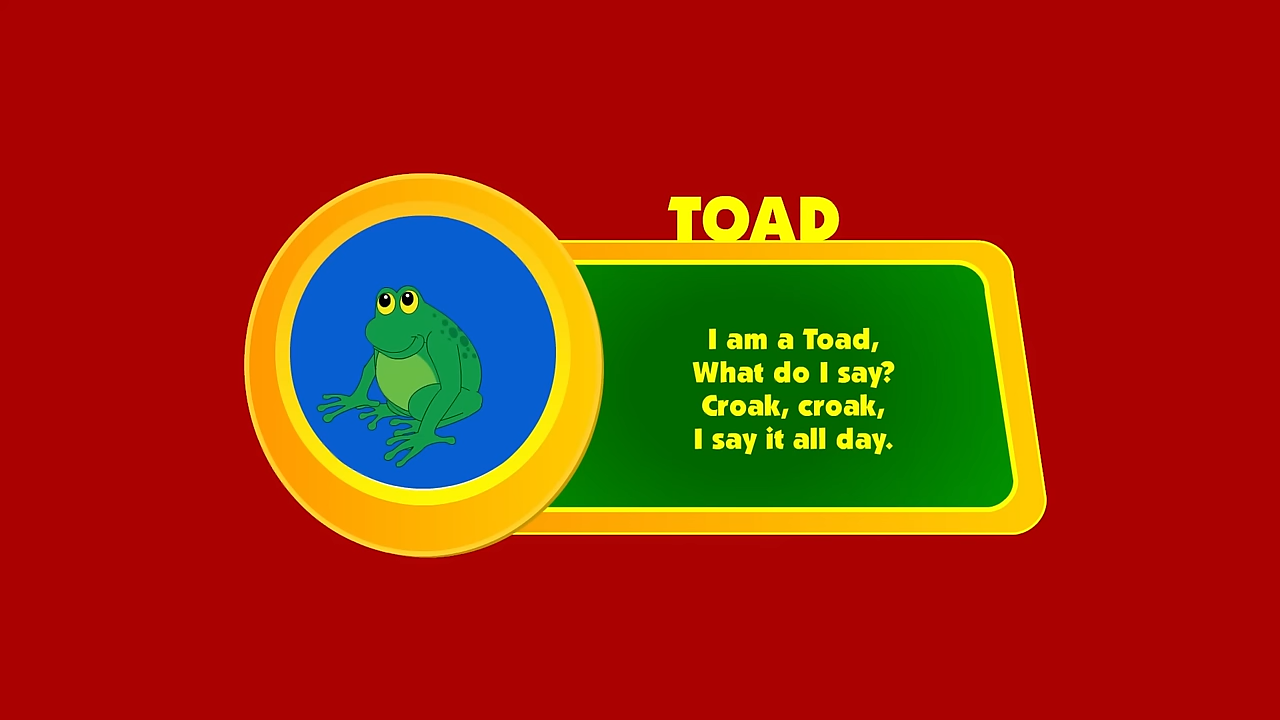 TOAD
I am a Toad,
What do I say?
Croak, croak,
I say it all day.